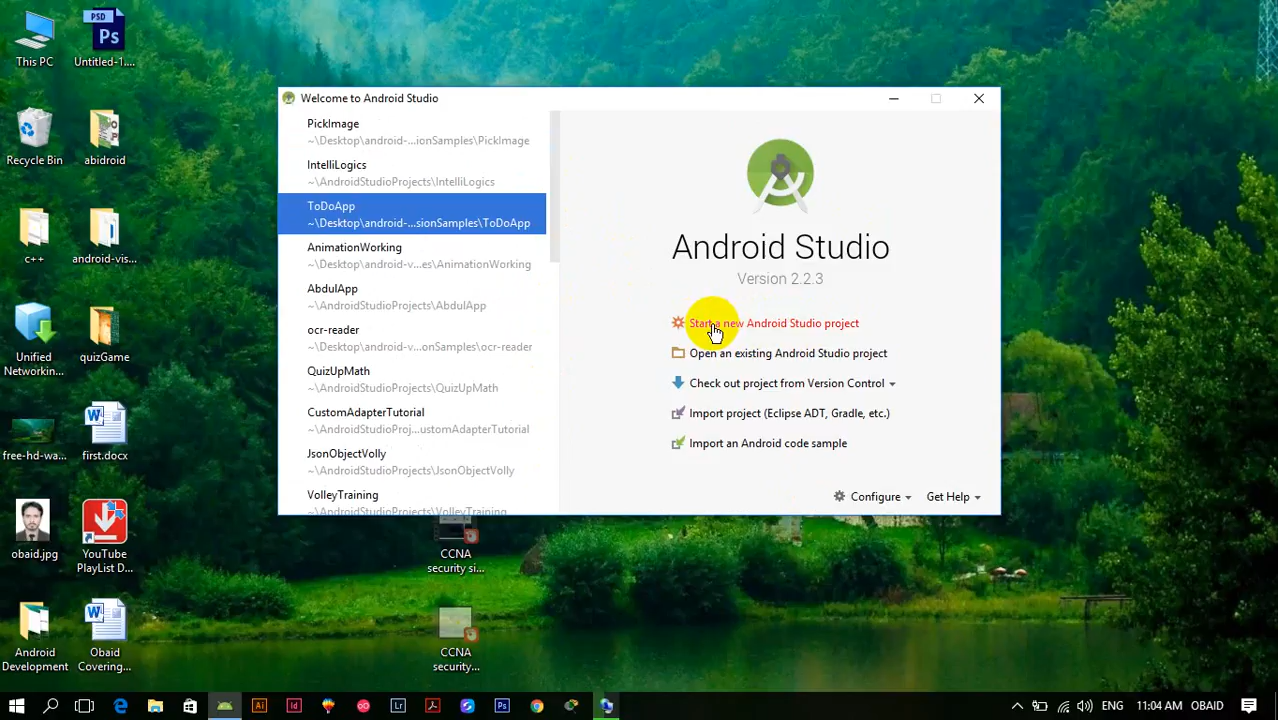 This PC
PSD
Ps
Untitled-1....
Recycle Bin
abidroid
c++
android-vis...
Unified
Networkin...
quizGame
free-hd-wa...
first.docx
obaid.jpg
YouTube
PlayList D...
Android
Development
Obaid
Covering...
CCNA
security si...
CCNA
security...
Welcome to Android Studio
PickImage
~\Desktop\android-...ionSamples\PickImage
IntelliLogics
~\AndroidStudioProjects\IntelliLogics
ToDoApp
~\Desktop\android-...sionSamples\ToDoApp
AnimationWorking
~\Desktop\android-v...es\AnimationWorking
AbdulApp
~\AndroidStudioProjects\AbdulApp
ocr-reader
~\Desktop\android-v...onSamples\ocr-reader
QuizUpMath
~\AndroidStudioProjects\QuizUpMath
CustomAdapterTutorial
~\AndroidStudioProj...ustomAdapterTutorial
JsonObjectVolly
~\AndroidStudioProjects\JsonObjectVolly
VolleyTraining
~\AndroidStudioProjects\VolleyTraining
Android Studio
Version 2.2.3
Start a new Android Studio project
Open an existing Android Studio project
Check out project from Version Control
Import project (Eclipse ADT, Gradle, etc.)
Import an Android code sample
Configure
Get Help
Ai
Id
Lr
Ps
ENG
11:04 AM
OBAID